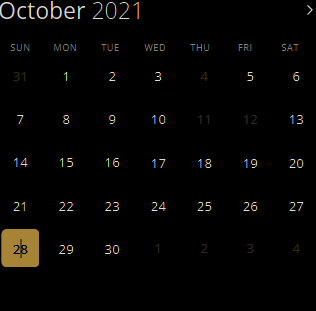 October 2021
SUN MON TUE WED THU FRI SAT
31 1 2 3 4 5 6
7 8 9 10 11 12 13
14 15 16 17 18 19 20
21 22 23 24 25 26 27
28 29 30 1 2 3 4